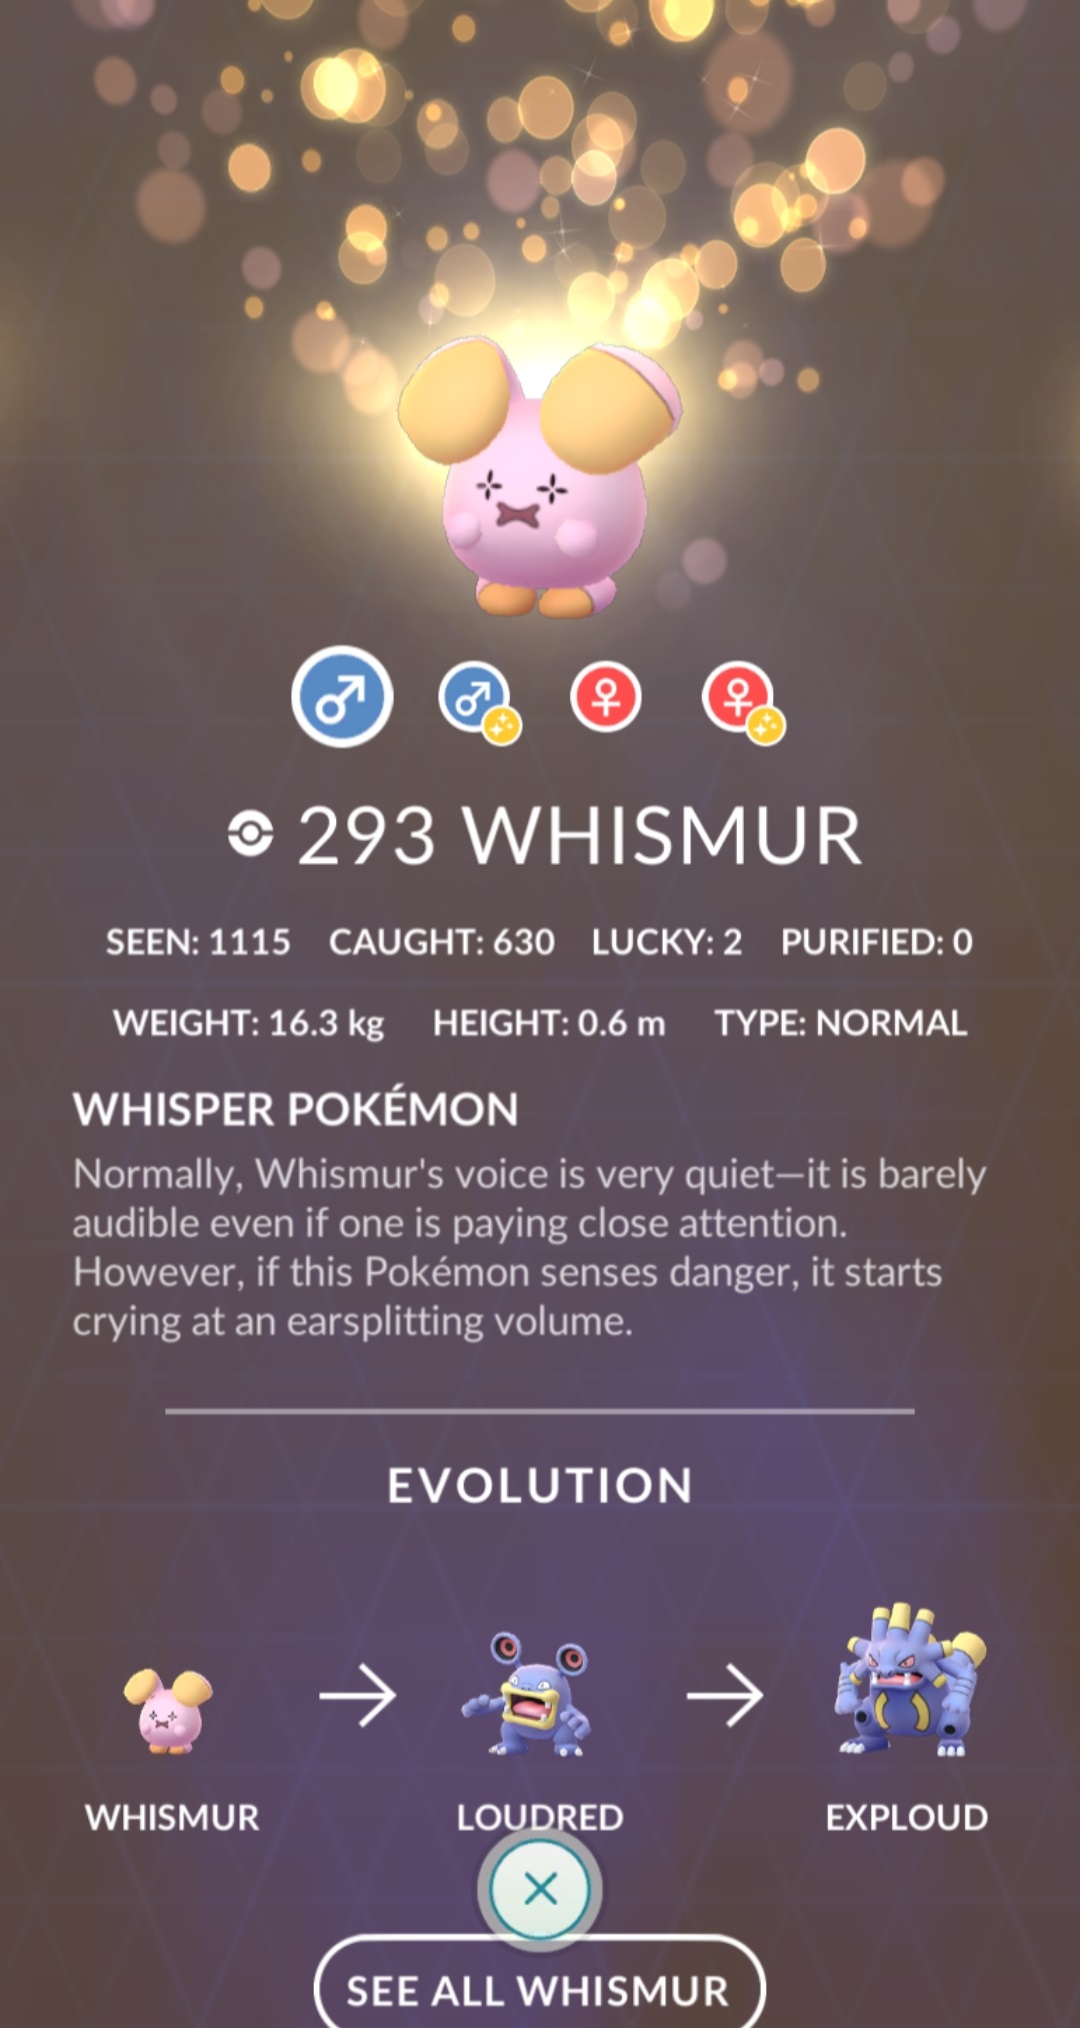 293 WHISMUR
SEEN: 1115 CAUGHT: 630 LUCKY: 2 PURIFIED: 0
WEIGHT: 16.3 kg HEIGHT: 0.6 m TYPE: NORMAL
WHISPER POKÉMON
Normally, Whismur's voice is very quiet—it is barely
audible even if one is paying close attention.
However, if this Pokémon senses danger, it starts
crying at an earsplitting volume.
EVOLUTION
WHISMUR LOUDRED EXPLOUD
SEE ALL WHISMUR